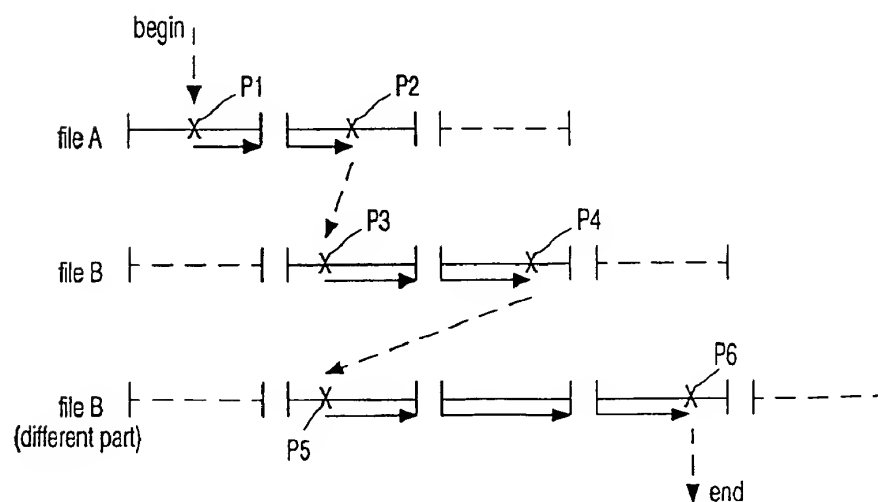 begin
P1
P2
file A
P3
P4
file B
P6
file B
(different part)
P5
end